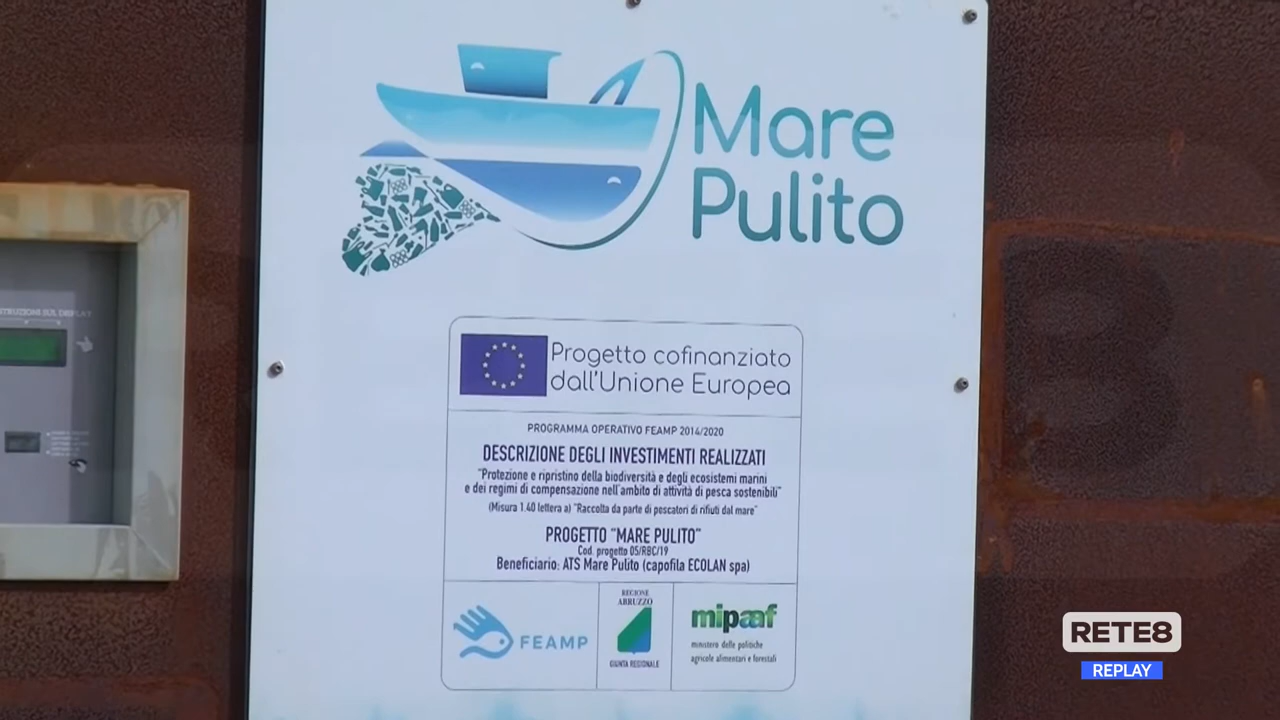 Mare
Pulito
Progetto cofinanziato
dall'Unione Europea
PROGRAMMA OPERATIVO FEAMP 2014/2020
DESCRIZIONE DEGLI INVESTIMENTI REALIZZATI
"Protezione e ripristino della biodiversità e degli ecosistemi marini
e dei regimi di compensazione nell'ambito di attività di pesca sostenibili"
(Misura 1.40 lettera a) "Raccolta da parte di pescatori di rifiuti dal mare"
PROGETTO "MARE PULITO"
Cod. progetto 05/RBC/19
Beneficiario: ATS Mare Pulito (capofila ECOLAN spa)
FEAMP
REGIONE
ABRUZZO
GIUNTA REGIONALE
mipaaf
ministero delle politiche
agricole alimentari e forestali
SUL DISPLAY
RETE8
REPLAY